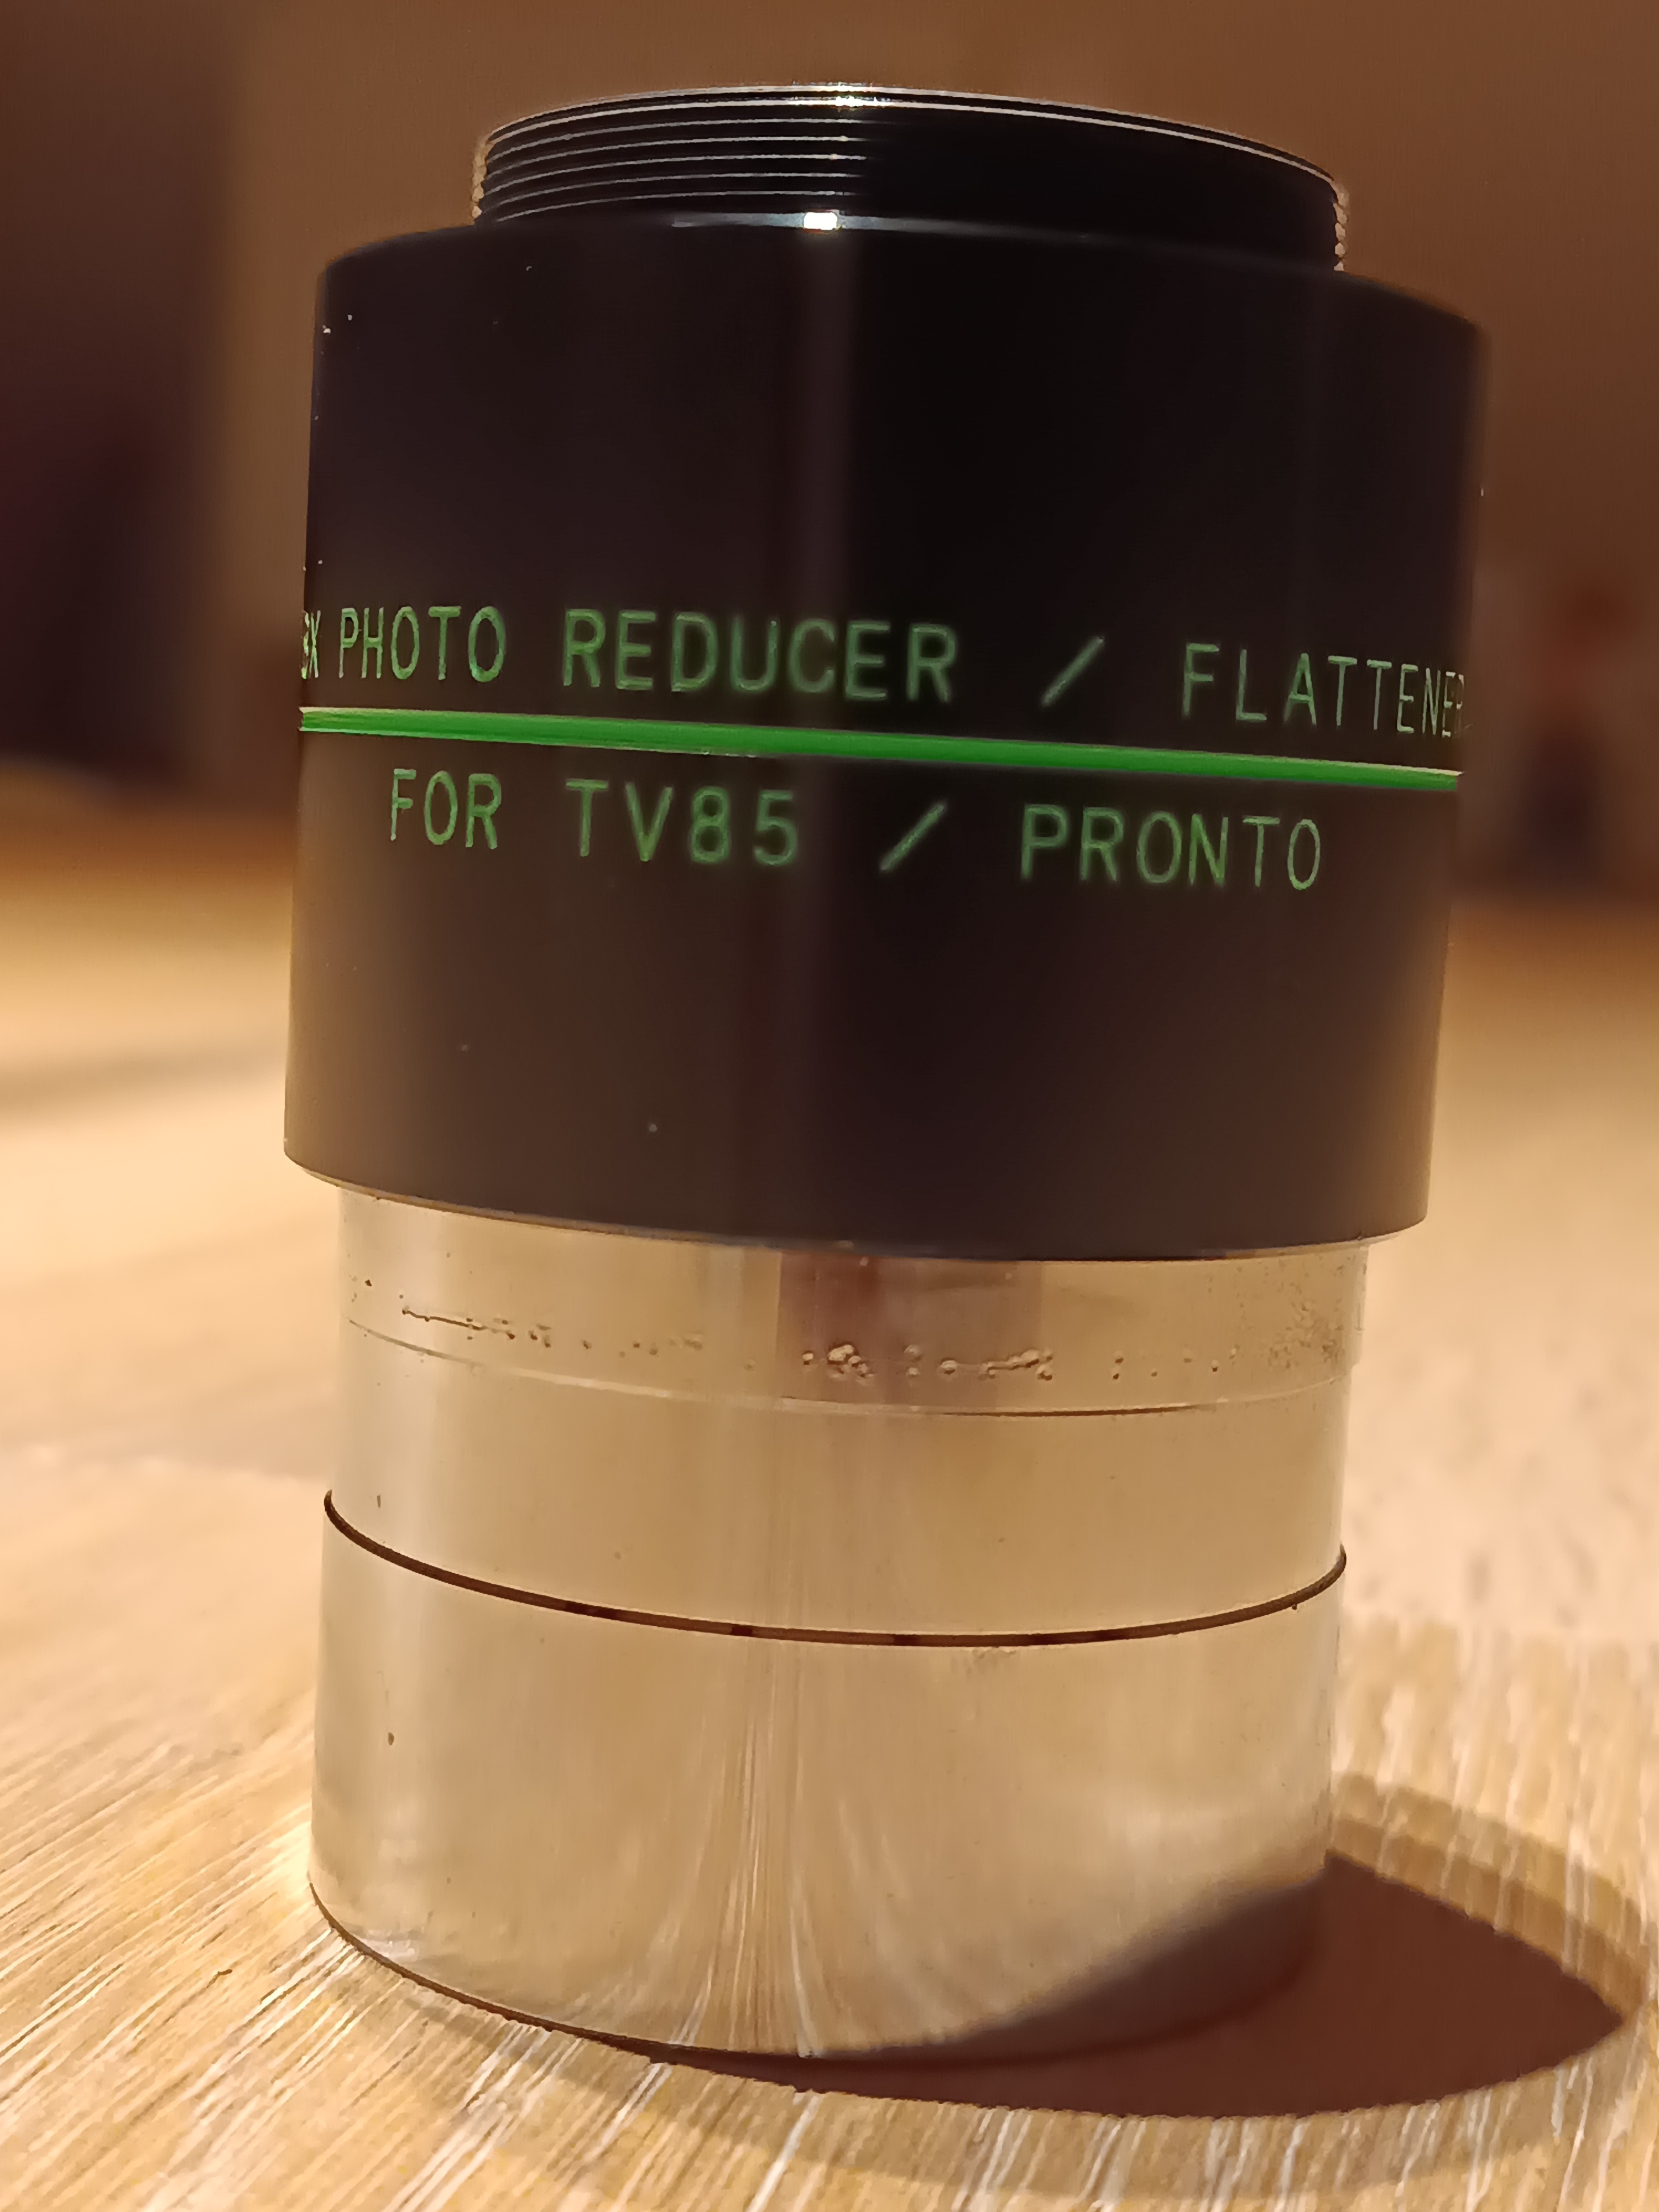 PHOTO REDUCER / FLATTENER
FOR TV85 / PRONTO